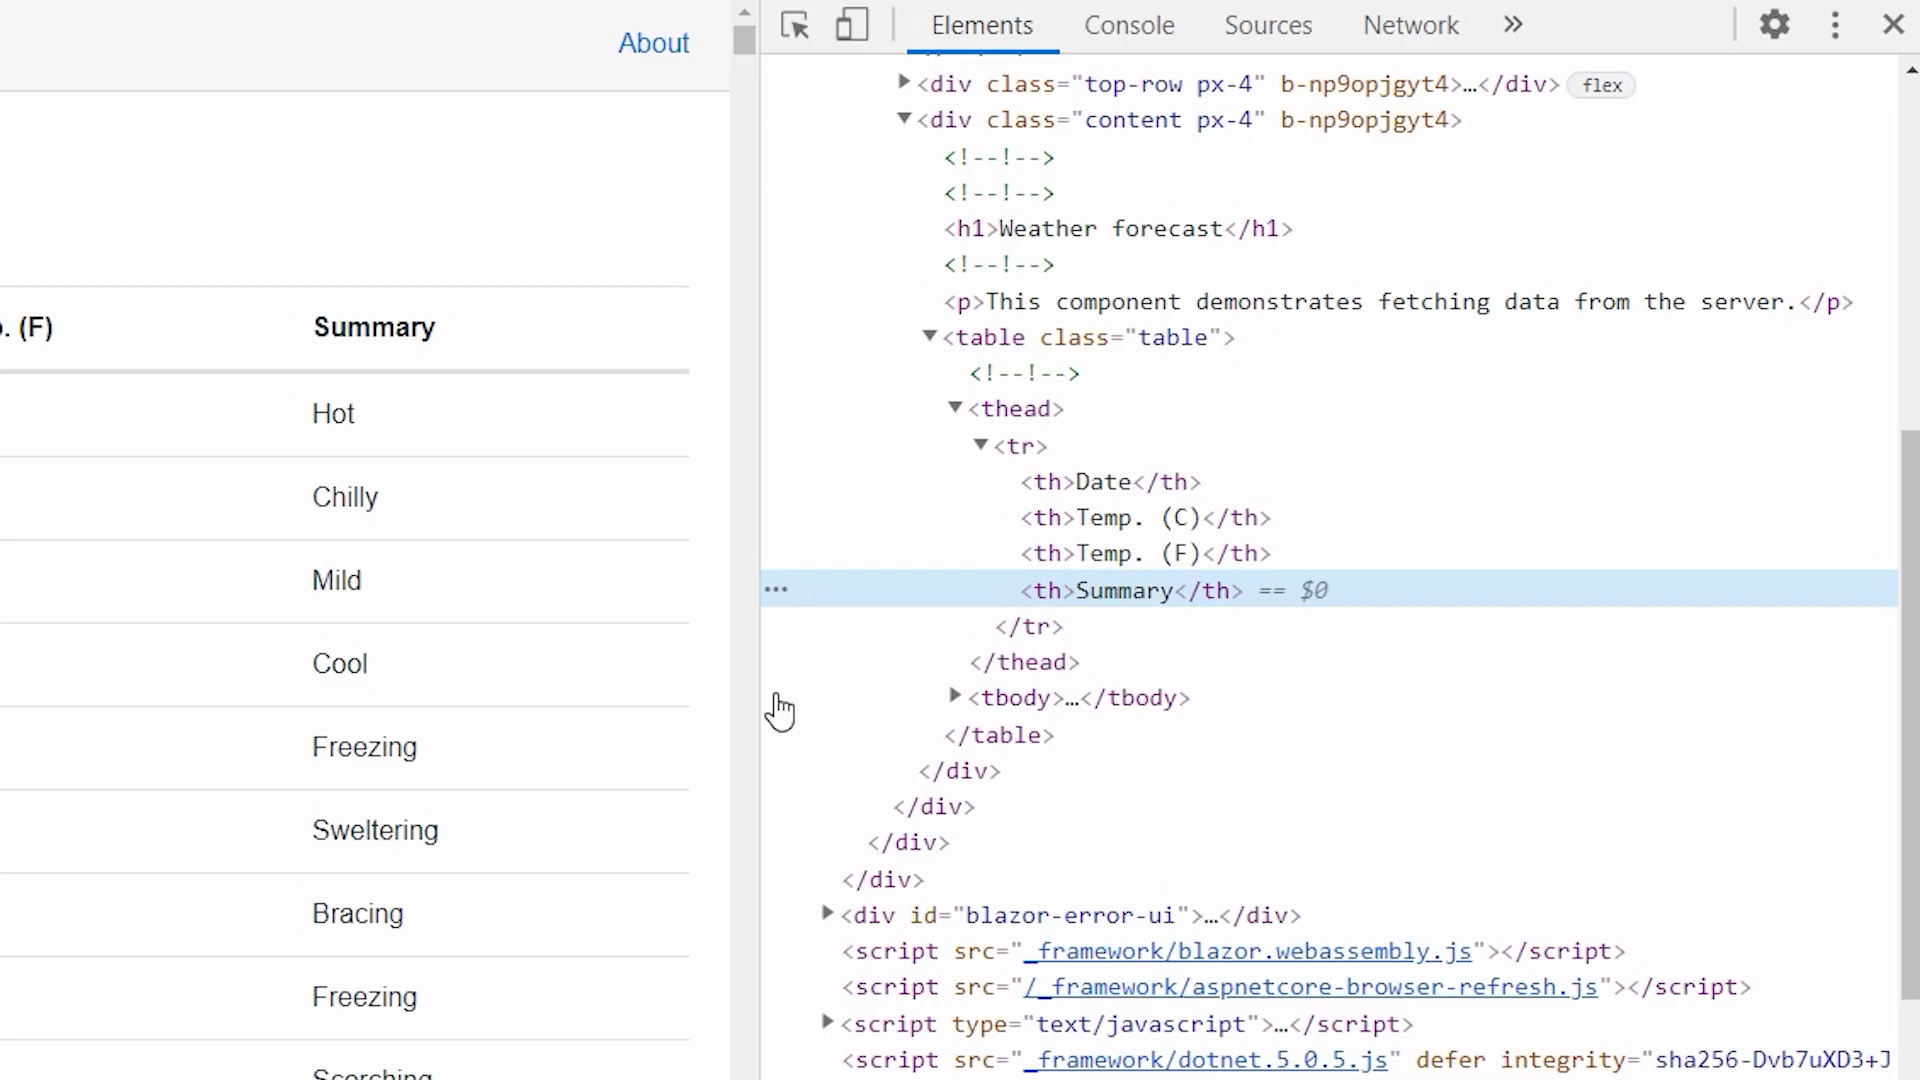 About
. (F)
Summary
Hot
Chilly
Mild
Cool
Freezing
Sweltering
Bracing
Freezing
Scorching
Elements Console Sources Network »
<div class="top-row px-4" b-np9opjgyt4>…</div> flex
<div class="content px-4" b-np9opjgyt4>
<!--!-->
<!--!-->
<h1>Weather forecast</h1>
<!--!-->
<p>This component demonstrates fetching data from the server.</p>
<table class="table">
<!--!-->
<thead>
<tr>
<th>Date</th>
<th>Temp. (C)</th>
<th>Temp. (F)</th>
<th>Summary</th> == $0
</tr>
</thead>
<tbody>…</tbody>
</table>
</div>
</div>
</div>
</div>
<div id="blazor-error-ui">…</div>
<script src="_framework/blazor.webassembly.js"></script>
<script src="/_framework/aspnetcore-browser-refresh.js"></script>
<script type="text/javascript">…</script>
<script src="_framework/dotnet.5.0.5.js" defer integrity="sha256-Dvb7uXD3+J